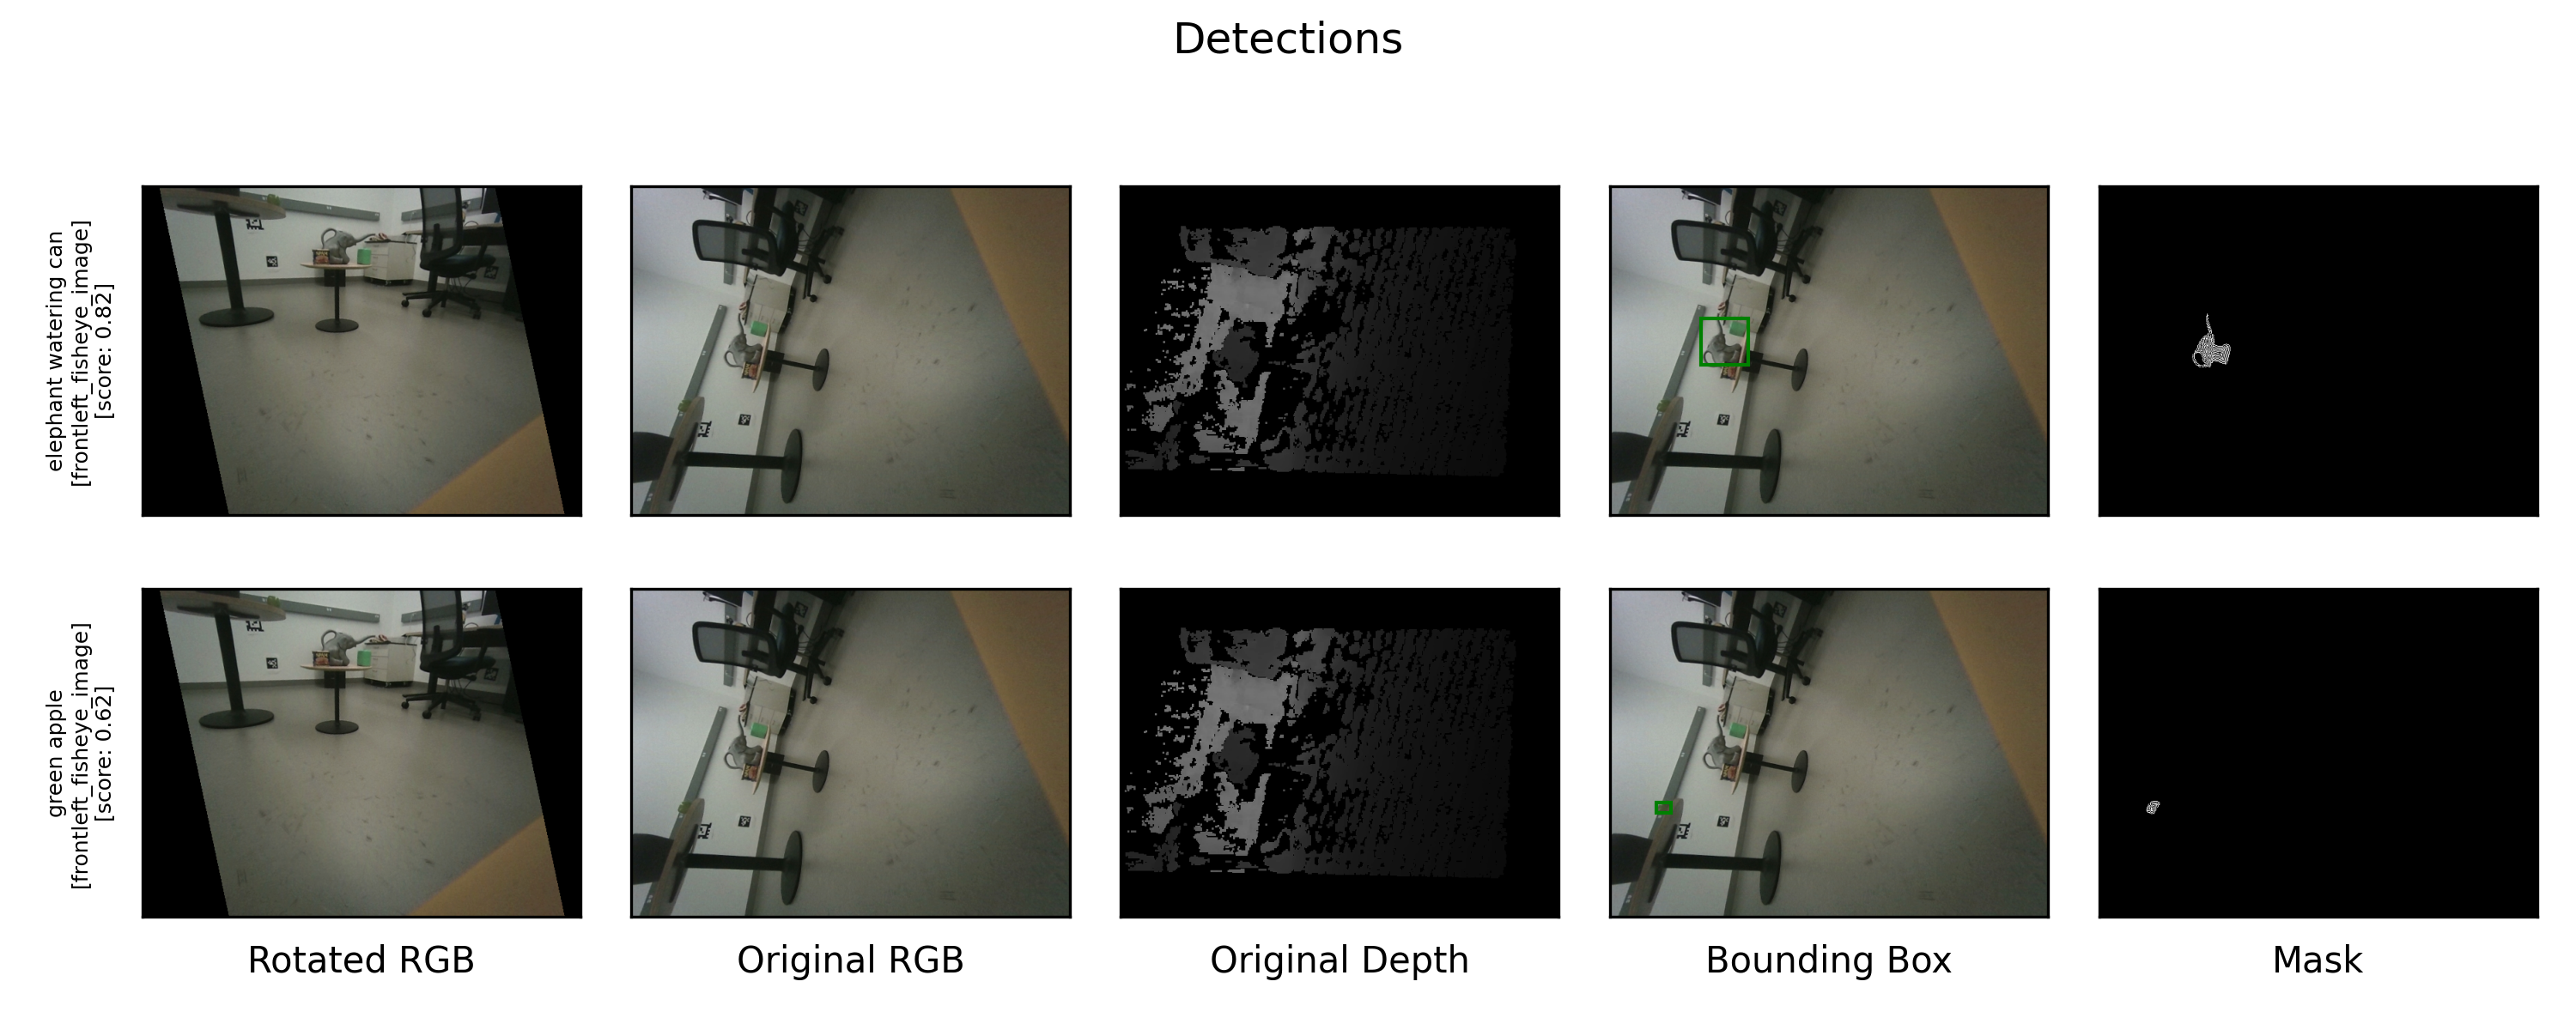 Detections
elephant watering can
[frontleft_fisheye_image]
[score: 0.82]
green apple
[frontleft_fisheye_image]
[score: 0.62]
Rotated RGB
Original RGB
Original Depth
Bounding Box
Mask